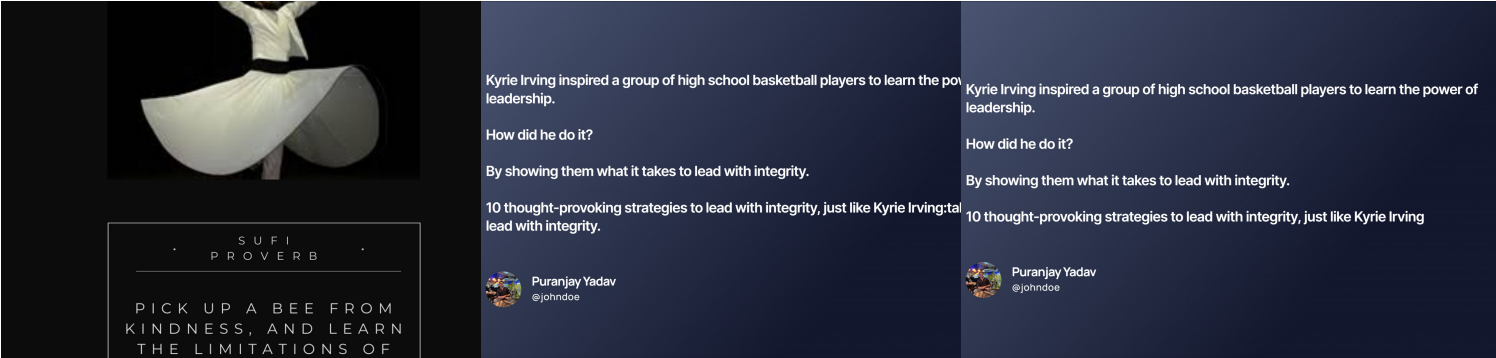 SUFI
PROVERB
PICK UP A BEE FROM
KINDNESS, AND LEARN
THE LIMITATIONS OF
Kyrie Irving inspired a group of high school basketball players to learn the
leadership.
How did he do it?
By showing them what it takes to lead with integrity.
10 thought-provoking strategies to lead with integrity, just like Kyrie Irving:
lead with integrity.
Puranjay Yadav
@johndoe
Kyrie Irving inspired a group of high school basketball players to learn the power of
leadership.
How did he do it?
By showing them what it takes to lead with integrity.
10 thought-provoking strategies to lead with integrity, just like Kyrie Irving
Puranjay Yadav
@johndoe